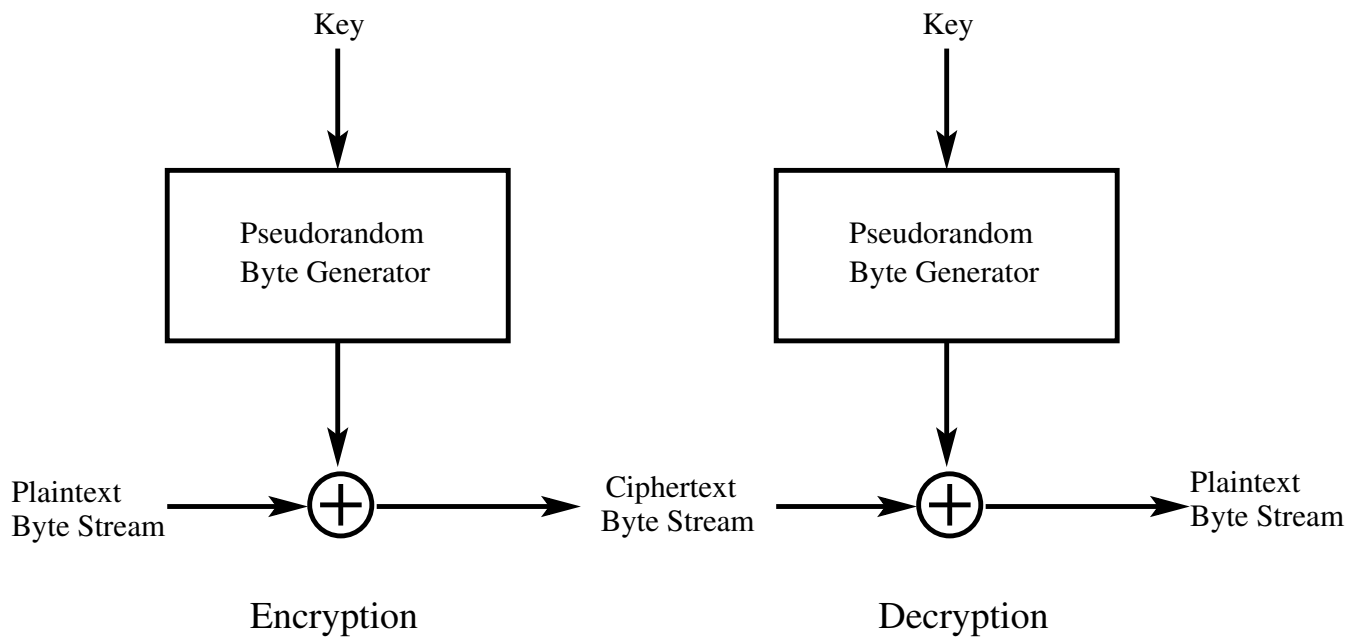 Key
Key
Pseudorandom
Byte Generator
Pseudorandom
Byte Generator
Plaintext
Byte Stream
Ciphertext
Byte Stream
Plaintext
Byte Stream
Encryption
Decryption